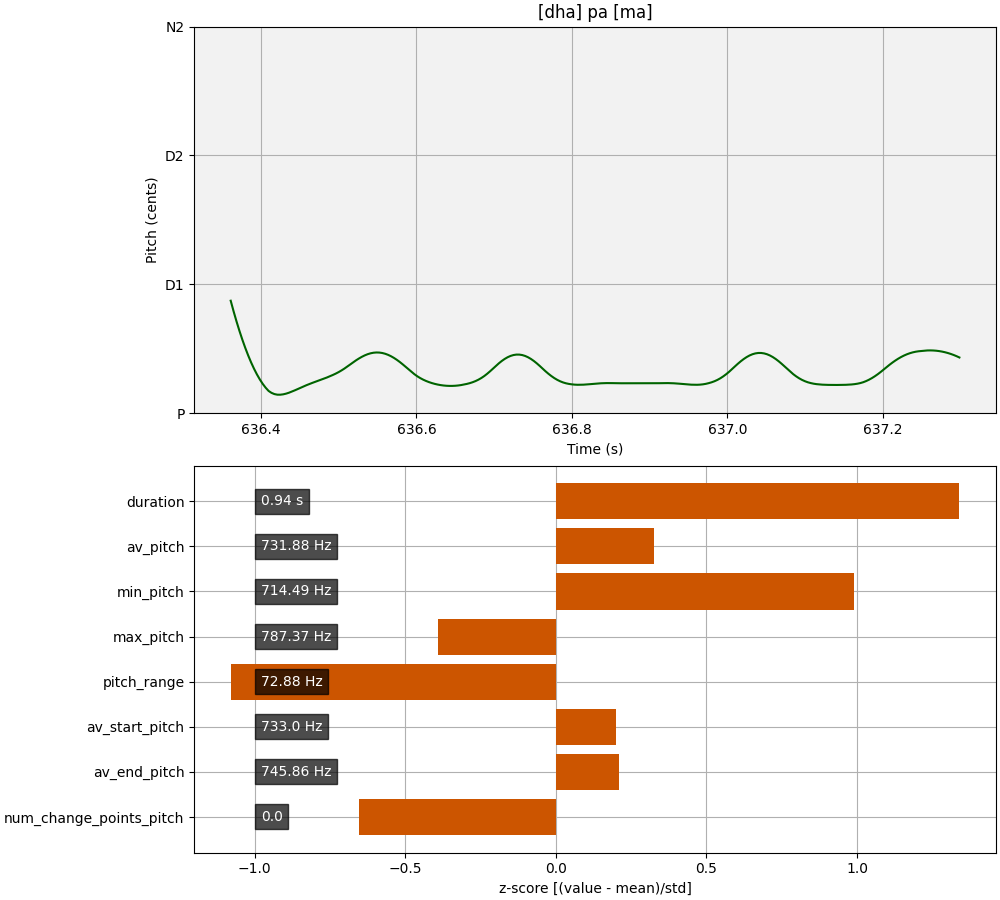 [dha] pa [ma]
N2
D2
D1
P
Pitch (cents)
636.4 636.6 636.8 637.0 637.2
Time (s)
duration 0.94 s
av_pitch 731.88 Hz
min_pitch 714.49 Hz
max_pitch 787.37 Hz
pitch_range 72.88 Hz
av_start_pitch 733.0 Hz
av_end_pitch 745.86 Hz
num_change_points_pitch 0.0
−1.0 −0.5 0.0 0.5 1.0
z-score [(value - mean)/std]